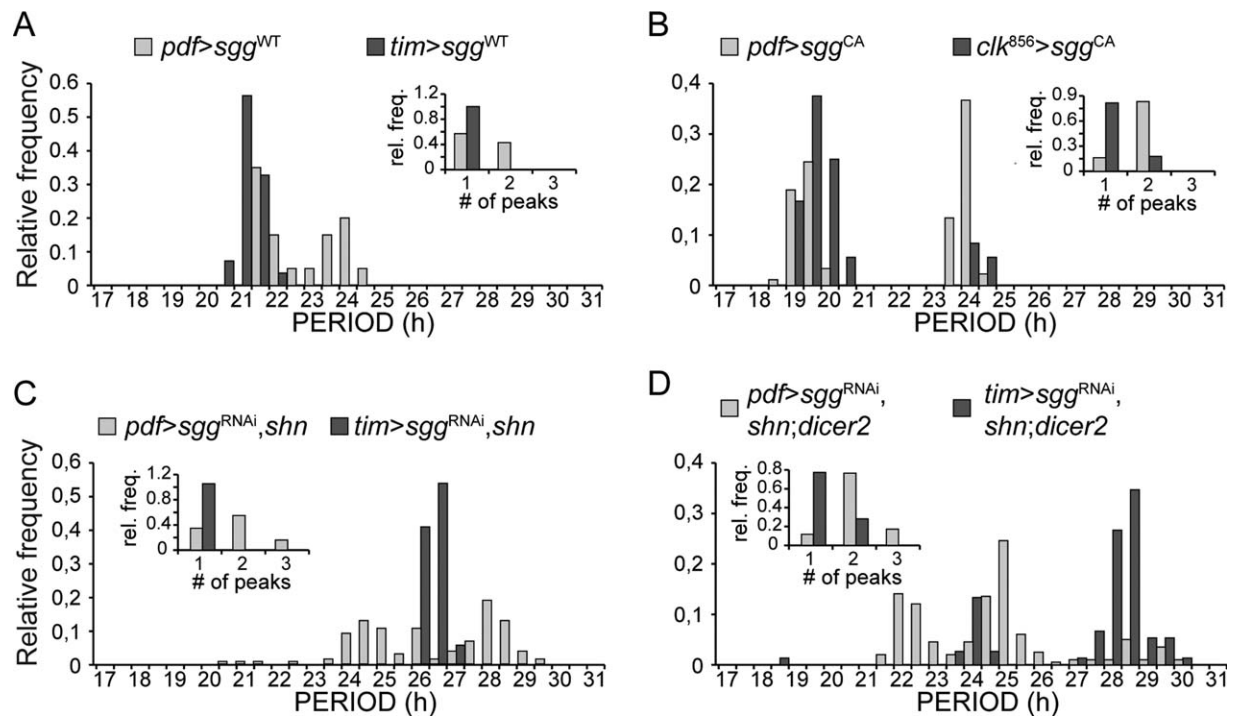 A
pdf>sgg^WT tim>sgg^WT
Relative frequency
0.6
0.5
0.4
0.3
0.2
0.1
0
rel. freq.
1.2
0.8
0.4
0
1 2 3
# of peaks
17 18 19 20 21 22 23 24 25 26 27 28 29 30 31
PERIOD (h)
B
pdf>sgg^CA clk^856>sgg^CA
0,4
0,3
0,2
0,1
0
rel. freq.
0.9
0.6
0.3
0
1 2 3
# of peaks
17 18 19 20 21 22 23 24 25 26 27 28 29 30 31
PERIOD (h)
C
pdf>sgg^RNAi,shn tim>sgg^RNAi,shn
Relative frequency
0.6
0.5
0.4
0.3
0.2
0.1
0
rel. freq.
1.2
0.8
0.4
0
1 2 3
# of peaks
17 18 19 20 21 22 23 24 25 26 27 28 29 30 31
PERIOD (h)
D
pdf>sgg^RNAi, tim>sgg^RNAi,
shn;dicer2 shn;dicer2
0,4
0,3
0,2
0,1
0
rel. freq.
0.8
0.6
0.4
0.2
0
1 2 3
# of peaks
17 18 19 20 21 22 23 24 25 26 27 28 29 30 31
PERIOD (h)